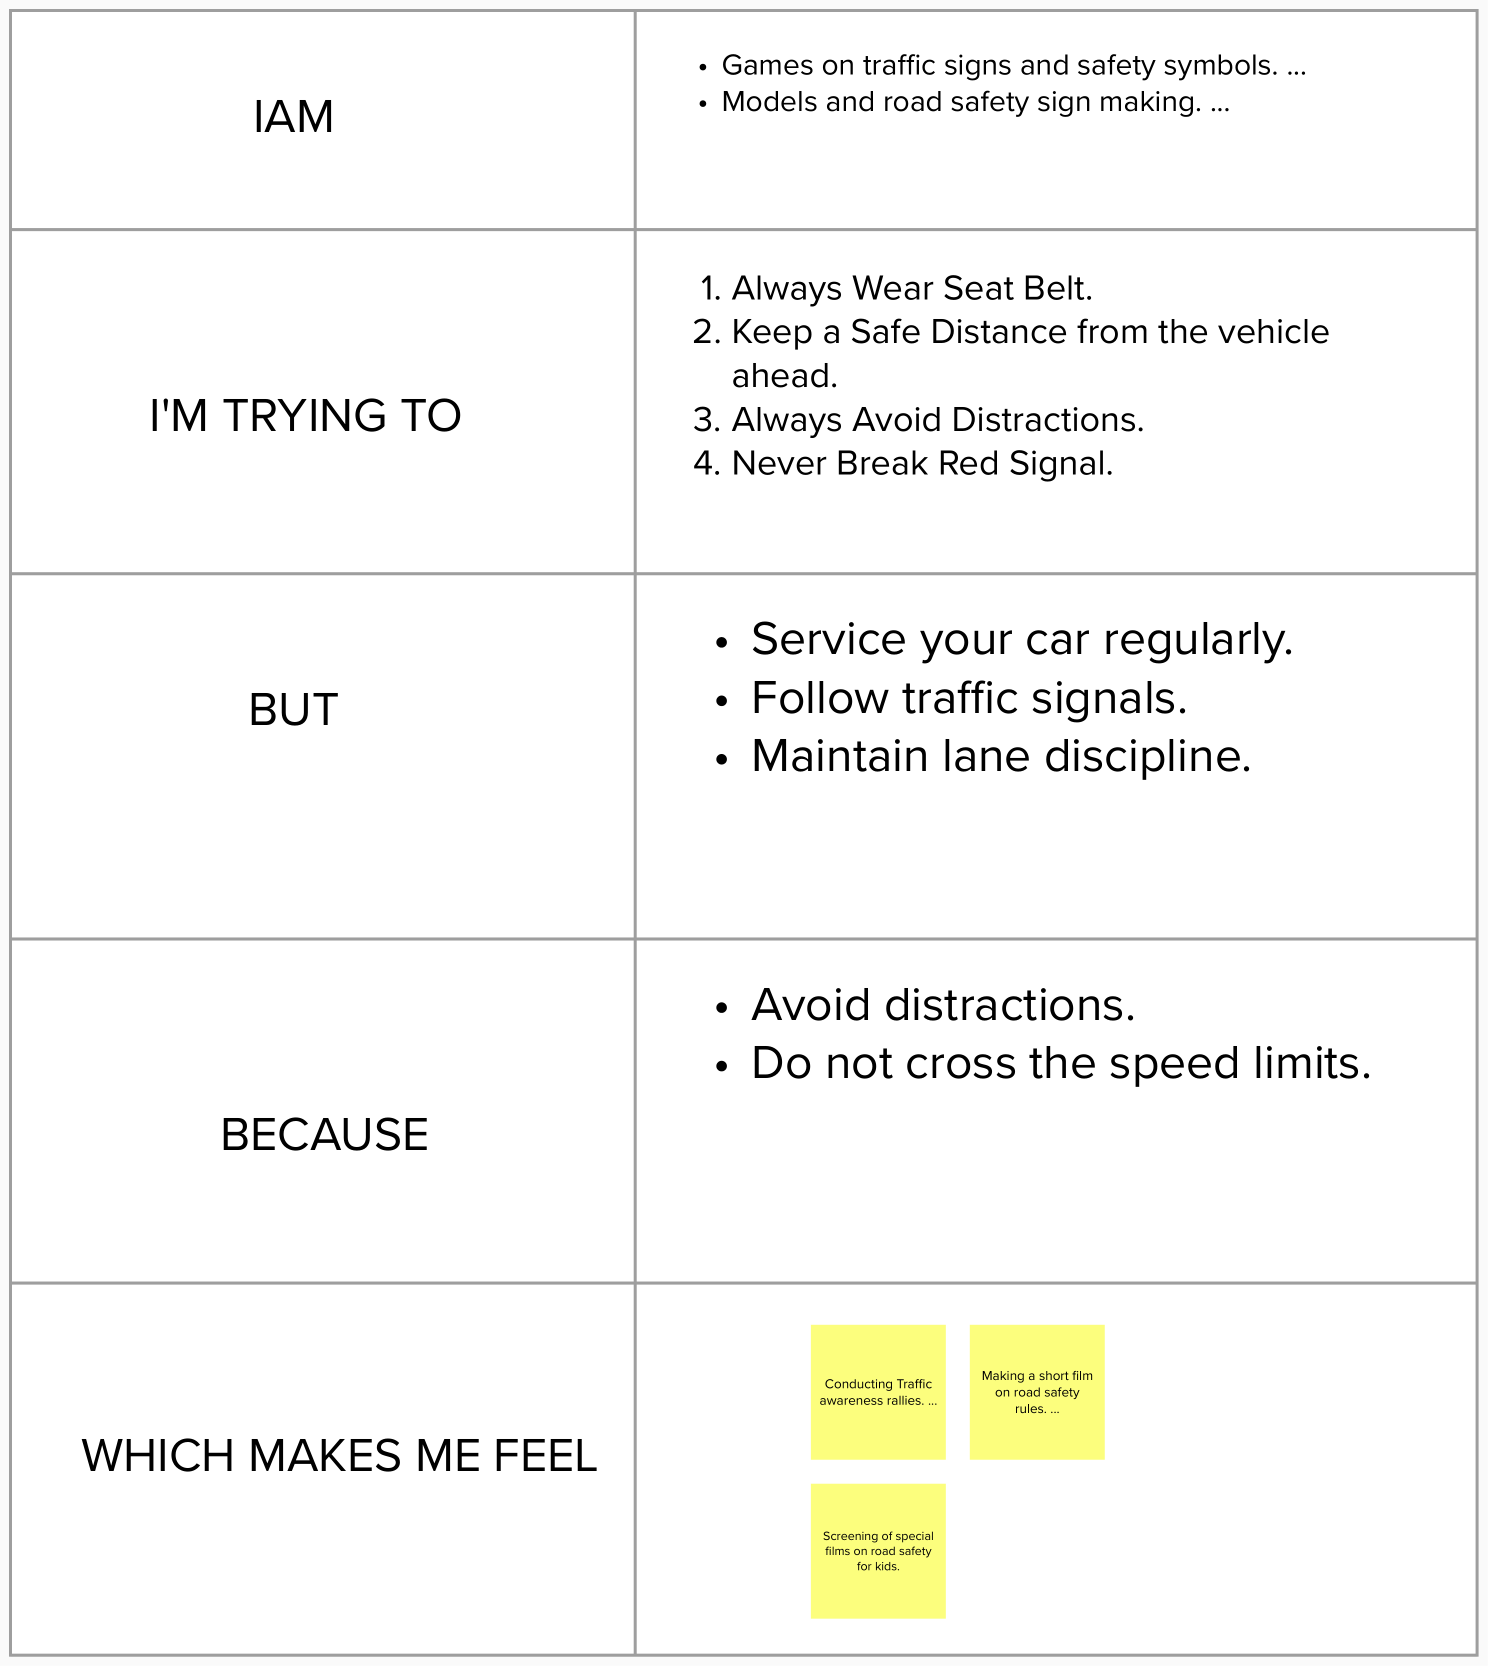 IAM
• Games on traffic signs and safety symbols. ...
• Models and road safety sign making. ...
I'M TRYING TO
1. Always Wear Seat Belt.
2. Keep a Safe Distance from the vehicle
ahead.
3. Always Avoid Distractions.
4. Never Break Red Signal.
BUT
• Service your car regularly.
• Follow traffic signals.
• Maintain lane discipline.
BECAUSE
• Avoid distractions.
• Do not cross the speed limits.
WHICH MAKES ME FEEL
Conducting Traffic
awareness rallies. ...
Making a short film
on road safety
rules. ...
Screening of special
films on road safety
for kids.